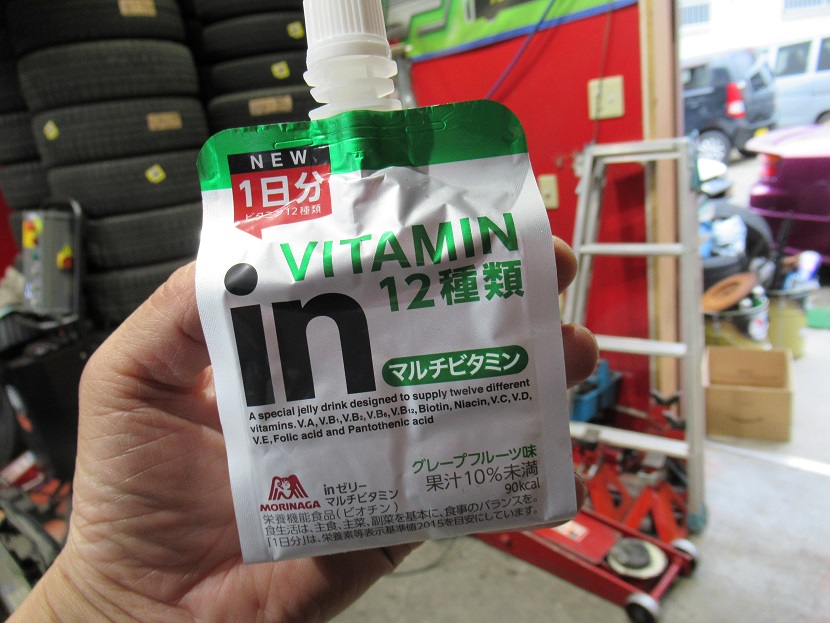 NEW
1日分
ビタミン12種類
VITAMIN
12種類
in
マルチビタミン
A special jelly drink designed to supply twelve different
vitamins. V.A, V.B1, V.B2, V.B6, V.B12, Biotin, Niacin, V.C, V.D,
V.E, Folic acid and Pantothenic acid
グレープフルーツ味
果汁10%未満
90kcal
MORINAGA
inゼリー
マルチビタミン
栄養機能食品(ビオチン)
食生活は、主食、主菜、副菜を基本に、食事のバランスを。
「1日分」は、栄養素等表示基準値2015を目安にしています。